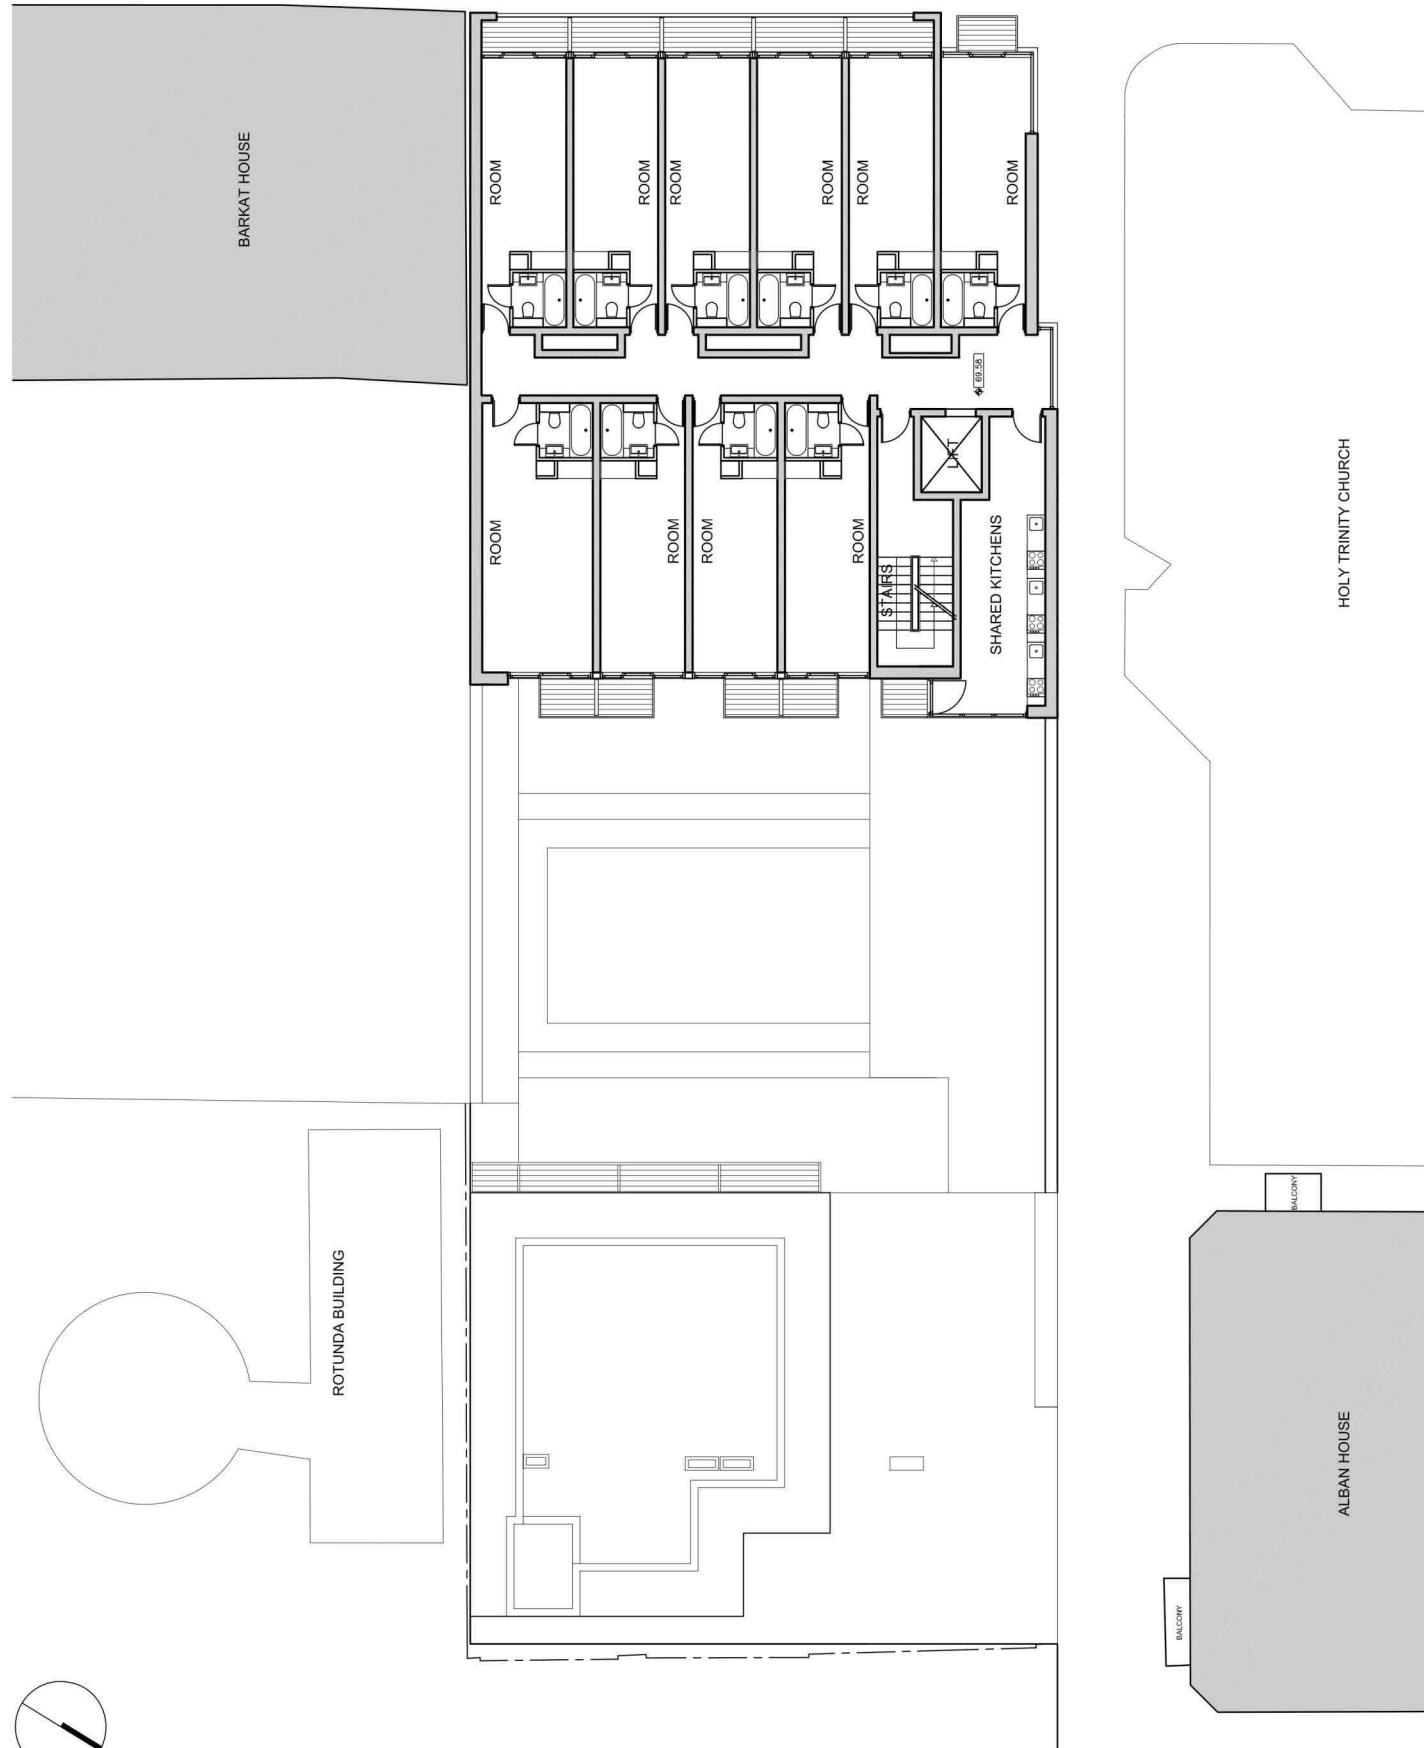 BARKAT HOUSE
ROOM
ROOM
ROOM
ROOM
ROOM
ROOM
69.58
LIFT
ROOM
ROOM
ROOM
ROOM
STAIRS
SHARED KITCHENS
HOLY TRINITY CHURCH
BALCONY
ROTUNDA BUILDING
ALBAN HOUSE
BALCONY